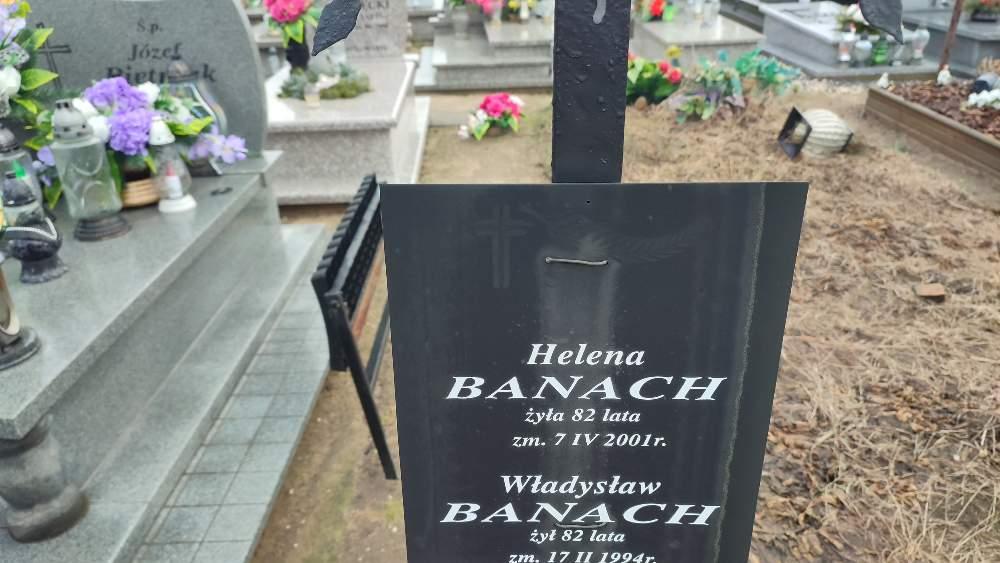 Ś.p.
Józef
Helena
BANACH
żyła 82 lata
zm. 7 IV 2001r.
Władysław
BANACH
żył 82 lata
zm. 17 II 1994r.